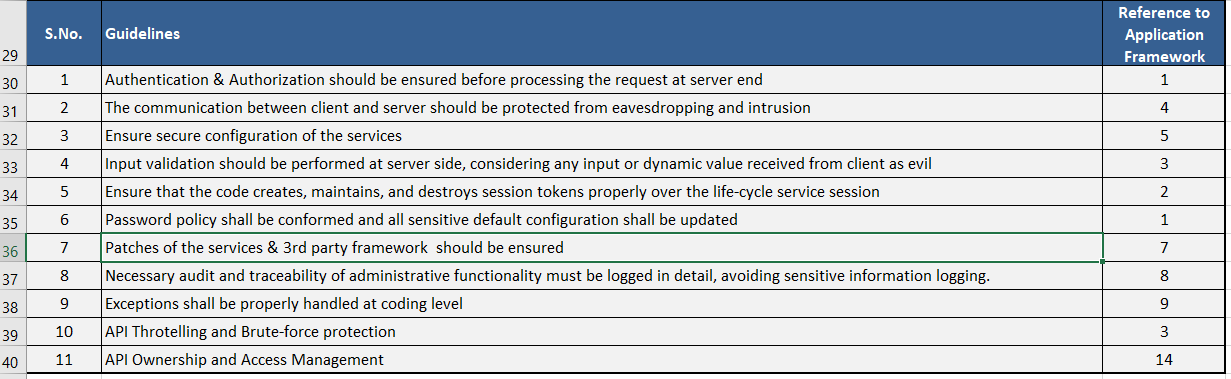 29 S.No. Guidelines Reference to Application Framework
30 1 Authentication & Authorization should be ensured before processing the request at server end 1
31 2 The communication between client and server should be protected from eavesdropping and intrusion 4
32 3 Ensure secure configuration of the services 5
33 4 Input validation should be performed at server side, considering any input or dynamic value received from client as evil 3
34 5 Ensure that the code creates, maintains, and destroys session tokens properly over the life-cycle service session 2
35 6 Password policy shall be conformed and all sensitive default configuration shall be updated 1
36 7 Patches of the services & 3rd party framework  should be ensured 7
37 8 Necessary audit and traceability of administrative functionality must be logged in detail, avoiding sensitive information logging. 8
38 9 Exceptions shall be properly handled at coding level 9
39 10 API Throtelling and Brute-force protection 3
40 11 API Ownership and Access Management 14